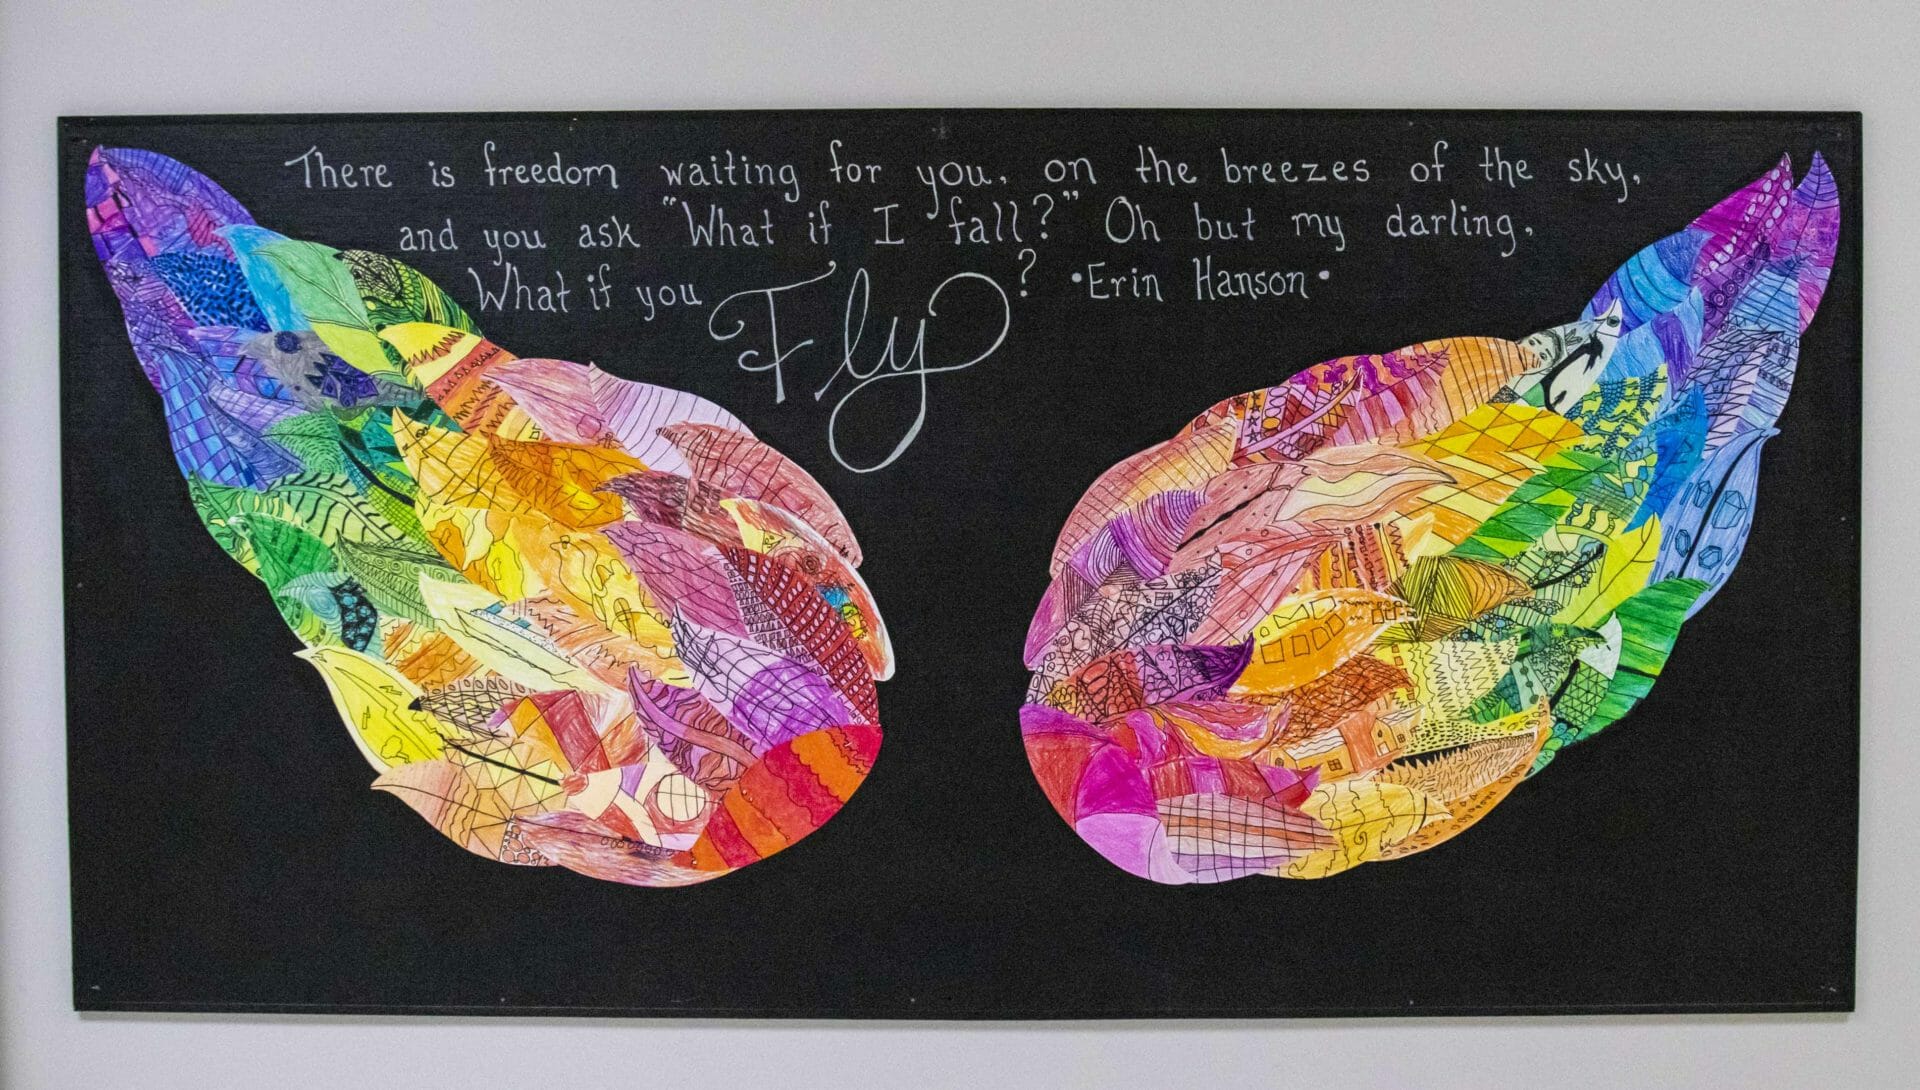 There is freedom waiting for you, on the breezes of the sky,
and you ask "What if I fall?" Oh but my darling,
What if you Fly? •Erin Hanson•